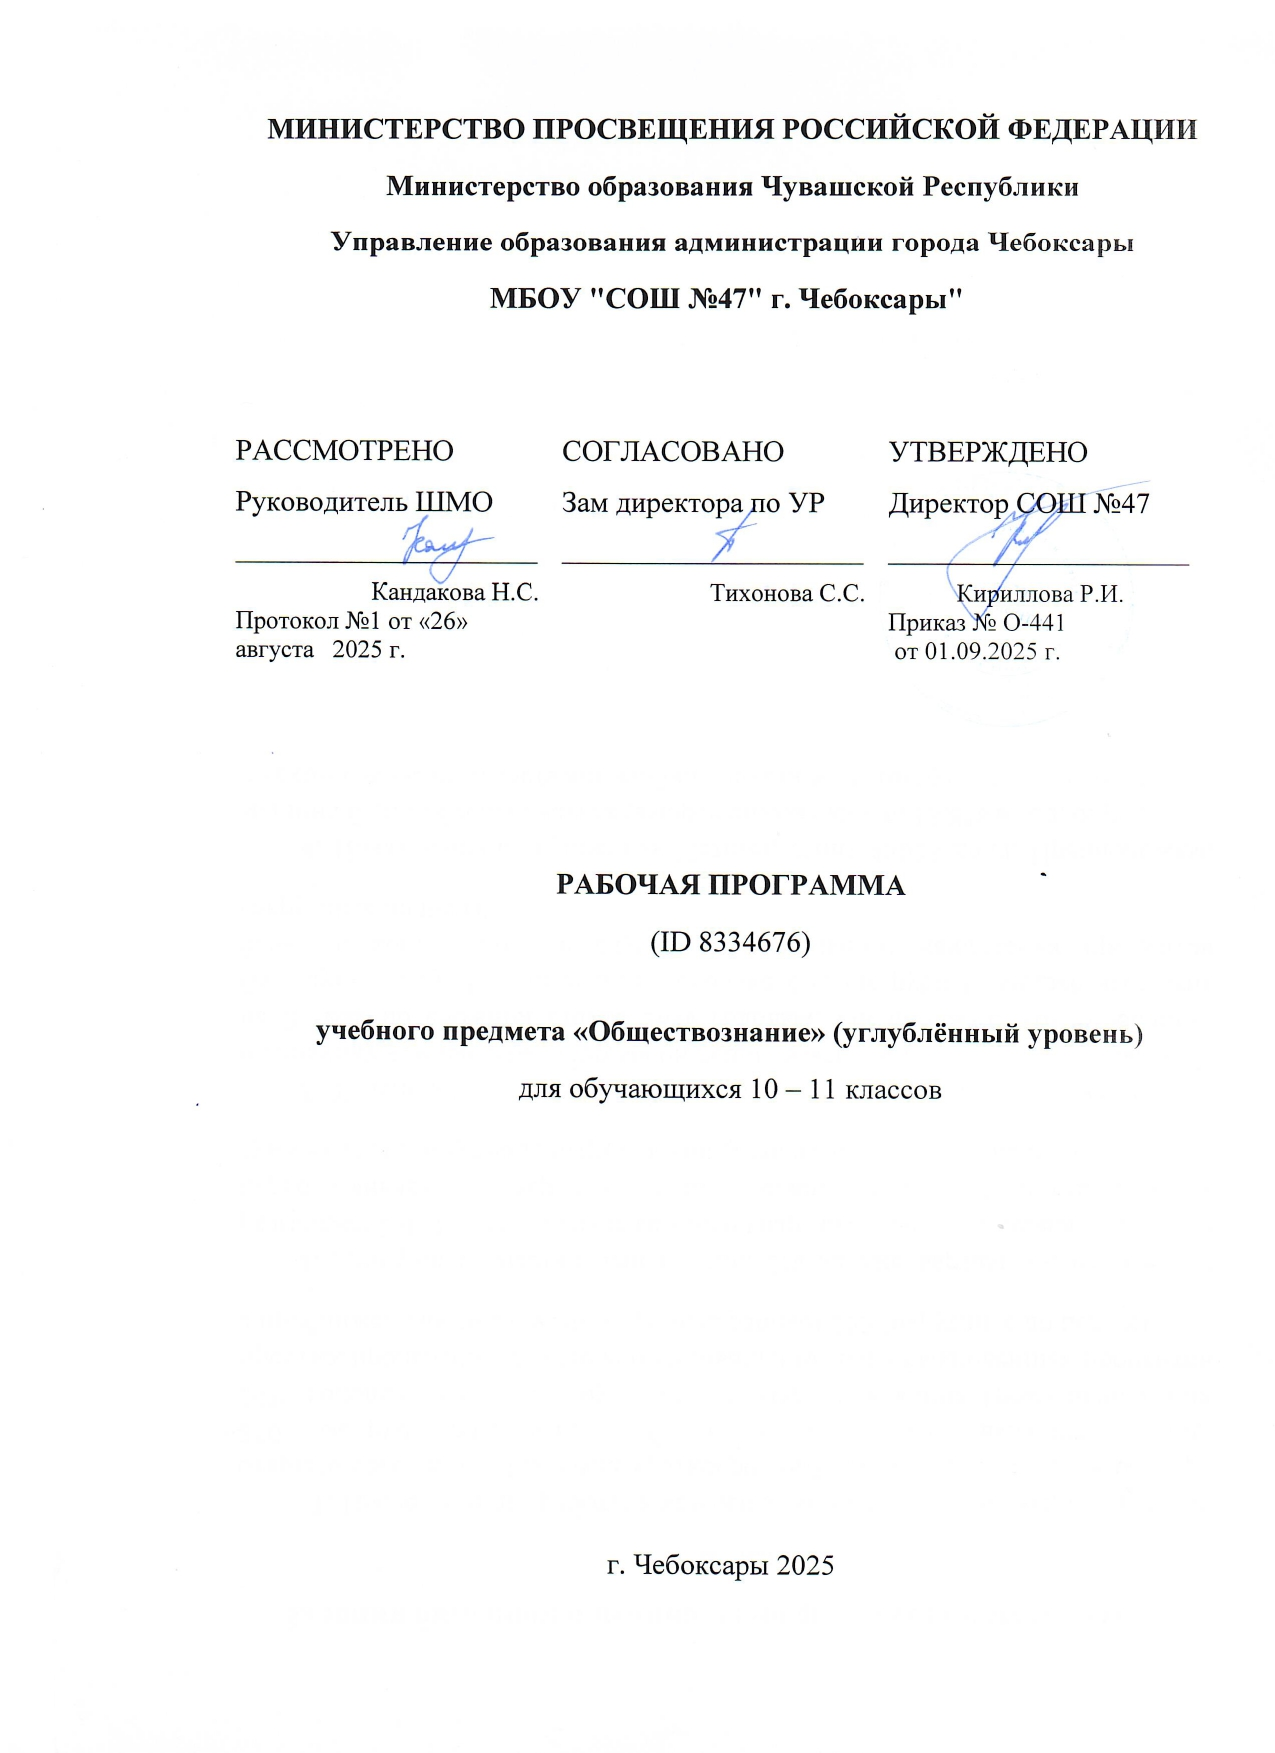 МИНИСТЕРСТВО ПРОСВЕЩЕНИЯ РОССИЙСКОЙ ФЕДЕРАЦИИ
Министерство образования Чувашской Республики
Управление образования администрации города Чебоксары
МБОУ "СОШ №47" г. Чебоксары"
РАССМОТРЕНО
Руководитель ШМО
Кандакова Н.С.
Протокол №1 от «26»
августа 2025 г.
СОГЛАСОВАНО
Зам директора по УР
Тихонова С.С.
УТВЕРЖДЕНО
Директор СОШ №47
Кириллова Р.И.
Приказ № О-441
от 01.09.2025 г.
РАБОЧАЯ ПРОГРАММА
(ID 8334676)
учебного предмета «Обществознание» (углублённый уровень)
для обучающихся 10 – 11 классов
г. Чебоксары 2025